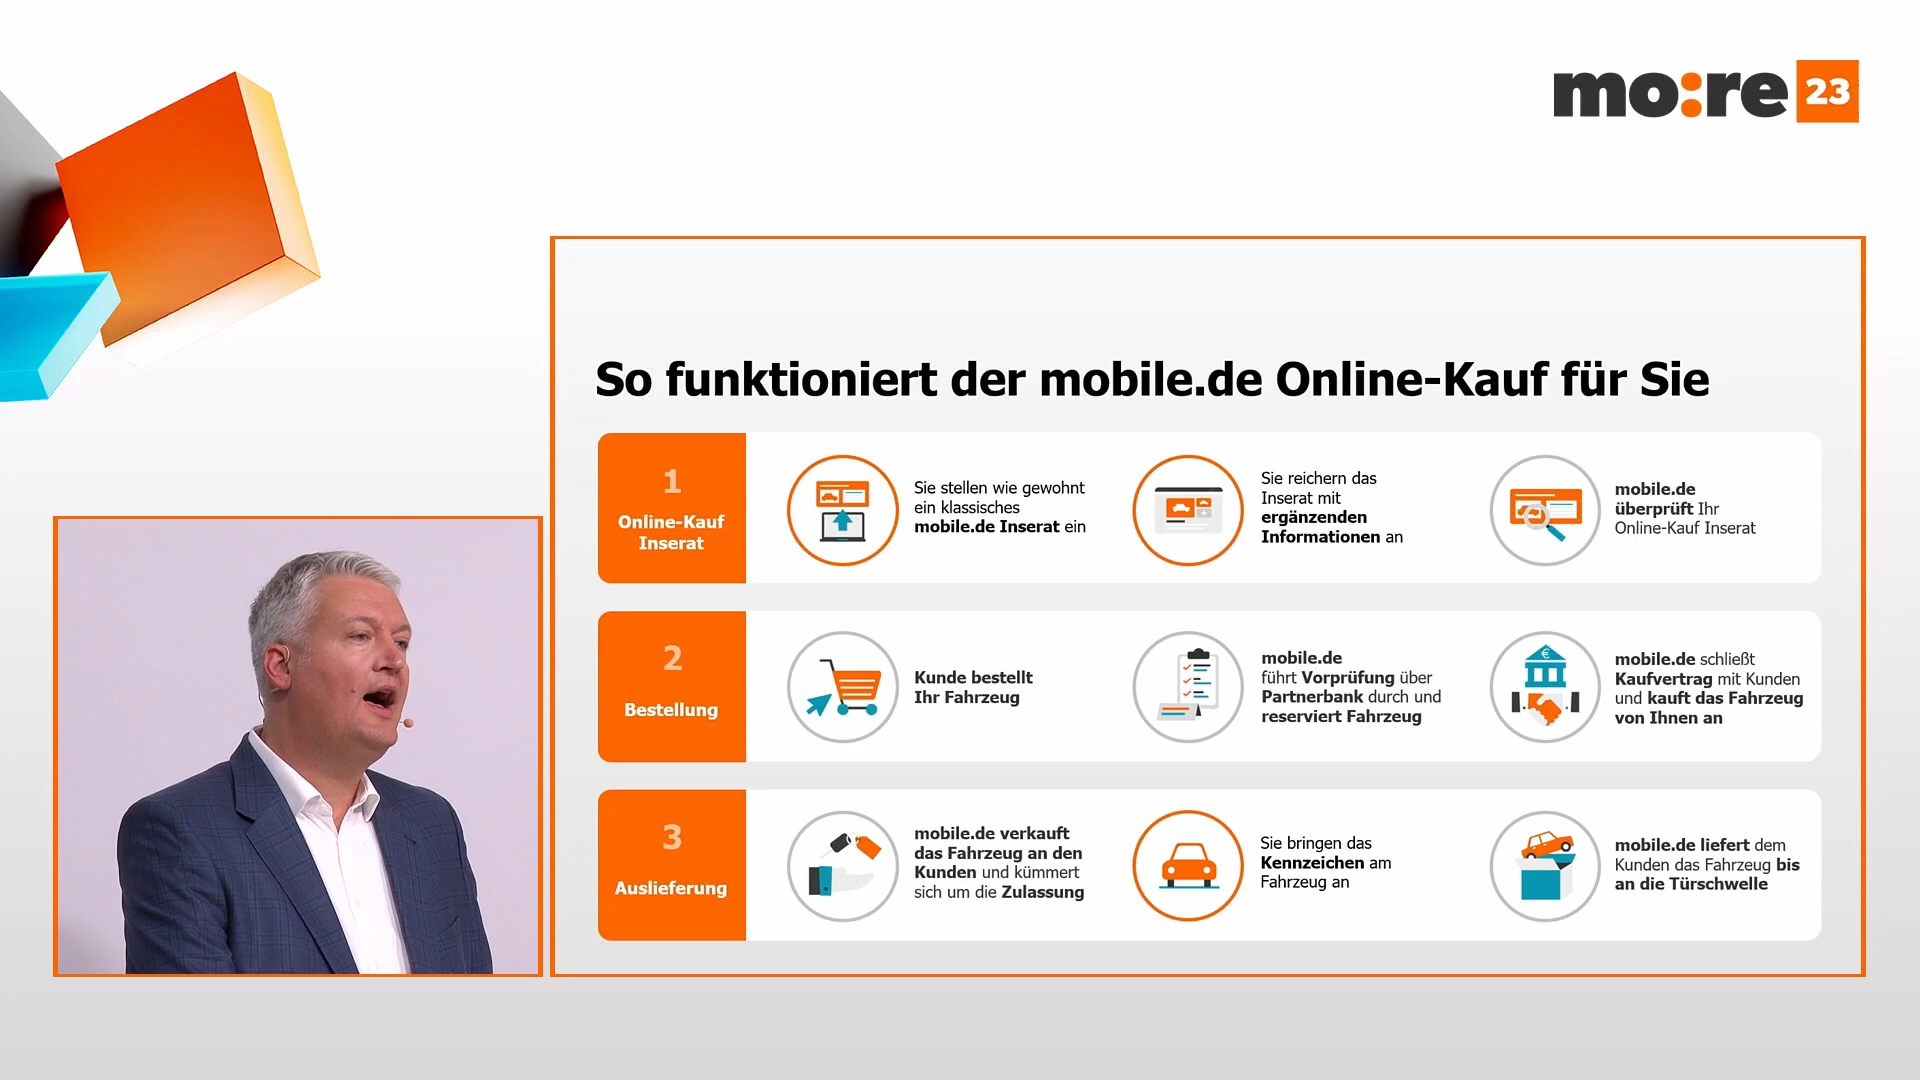 mo:re 23
So funktioniert der mobile.de Online-Kauf für Sie
1
Online-Kauf
Inserat
Sie stellen wie gewohnt
ein klassisches
mobile.de Inserat ein
Sie reichern das
Inserat mit
ergänzenden
Informationen an
mobile.de
überprüft Ihr
Online-Kauf Inserat
2
Bestellung
Kunde bestellt
Ihr Fahrzeug
mobile.de
führt Vorprüfung über
Partnerbank durch und
reserviert Fahrzeug
€
mobile.de schließt
Kaufvertrag mit Kunden
und kauft das Fahrzeug
von Ihnen an
3
Auslieferung
mobile.de verkauft
das Fahrzeug an den
Kunden und kümmert
sich um die Zulassung
Sie bringen das
Kennzeichen am
Fahrzeug an
mobile.de liefert dem
Kunden das Fahrzeug bis
an die Türschwelle